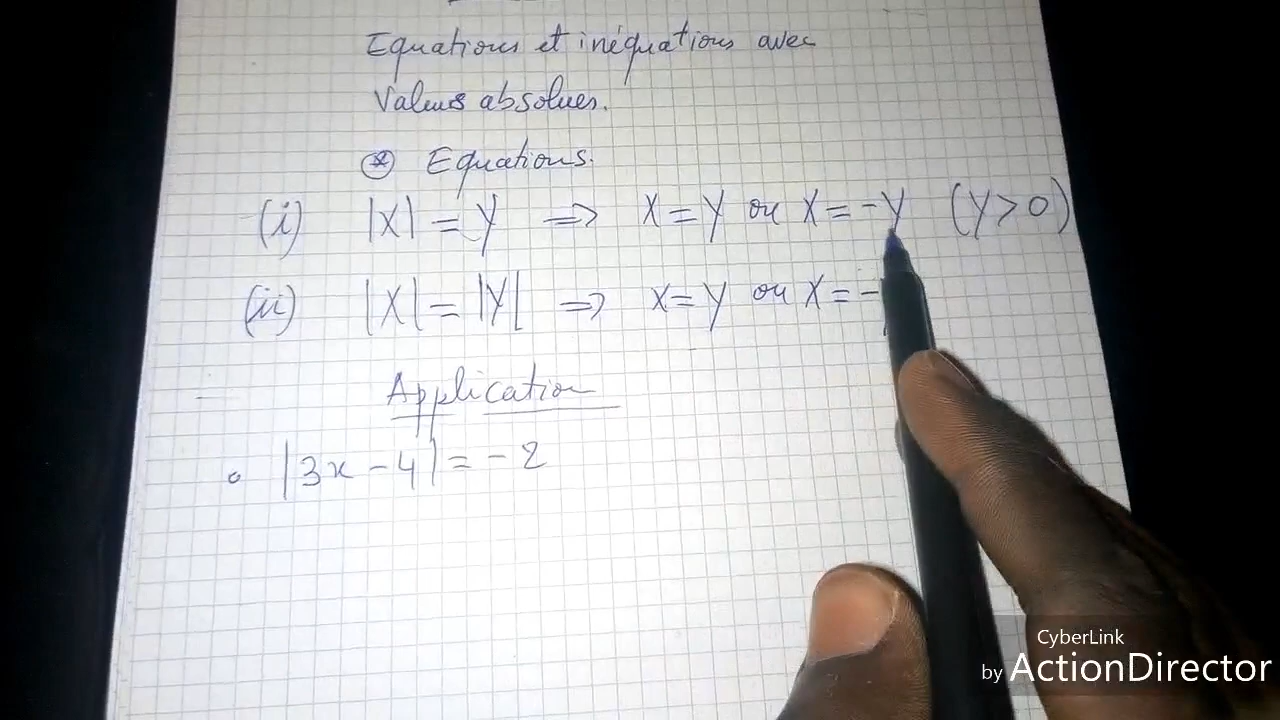 Equations et inéquations avec
Valeurs absolues.
* Equations.
(i) |X| = Y => X = Y ou X = -Y (Y > 0)
(ii) |X| = |Y| => X = Y ou X = -
Application
∘ |3x - 4| = - 2
CyberLink
by ActionDirector